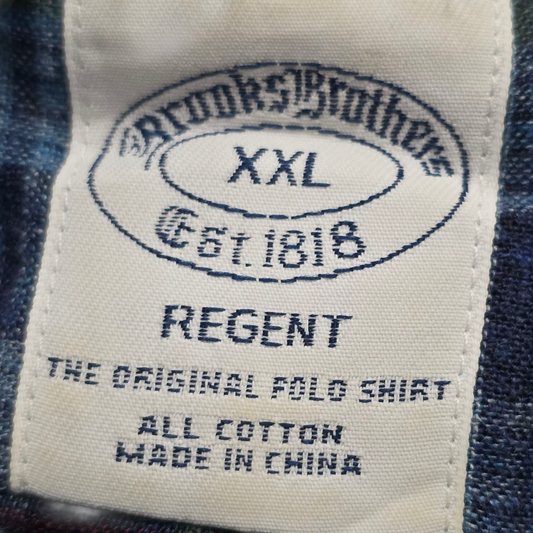 Brooks Brothers
XXL
Est. 1818
REGENT
THE ORIGINAL POLO SHIRT
ALL COTTON
MADE IN CHINA